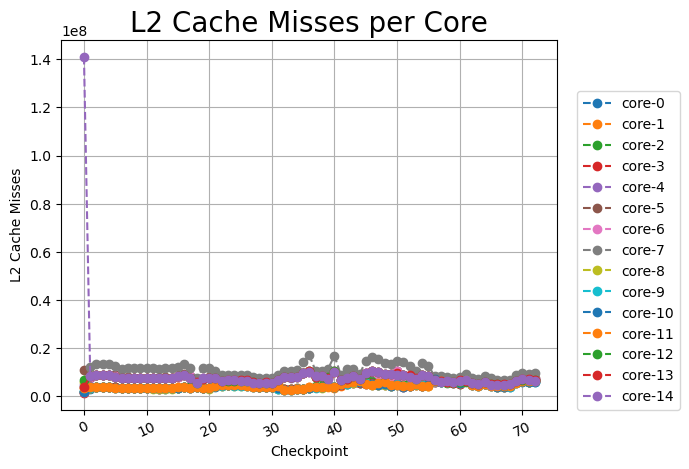 L2 Cache Misses per Core
1e8
1.4
1.2
1.0
0.8
0.6
0.4
0.2
0.0
L2 Cache Misses
0 10 20 30 40 50 60 70
Checkpoint
core-0
core-1
core-2
core-3
core-4
core-5
core-6
core-7
core-8
core-9
core-10
core-11
core-12
core-13
core-14